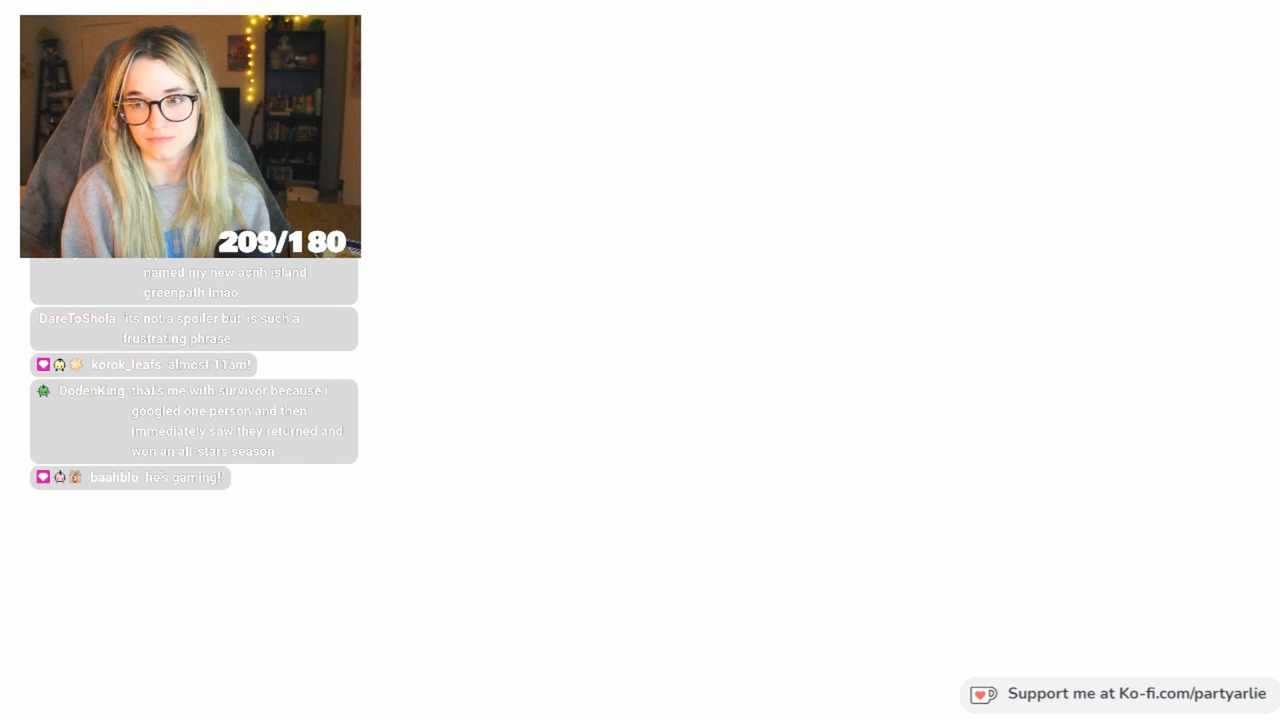 209/180
named my new acnh island
greenpath lmao
DareToShola 'its not a spoiler but' is such a
frustrating phrase
korok_leafs almost 11am!
DodenKing that's me with survivor because i
googled one person and then
immediately saw they returned and
won an all-stars season
baahblo he's gaming!!
Support me at Ko-fi.com/partyarlie